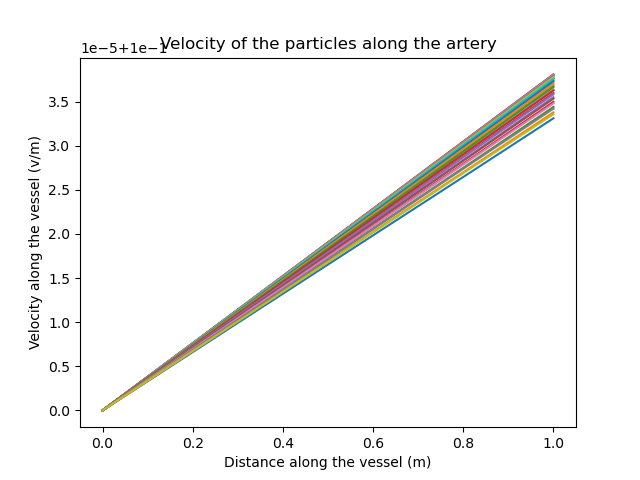 Velocity of the particles along the artery
1e−5+1e−1
3.5
3.0
2.5
2.0
1.5
1.0
0.5
0.0
Velocity along the vessel (v/m)
0.0 0.2 0.4 0.6 0.8 1.0
Distance along the vessel (m)